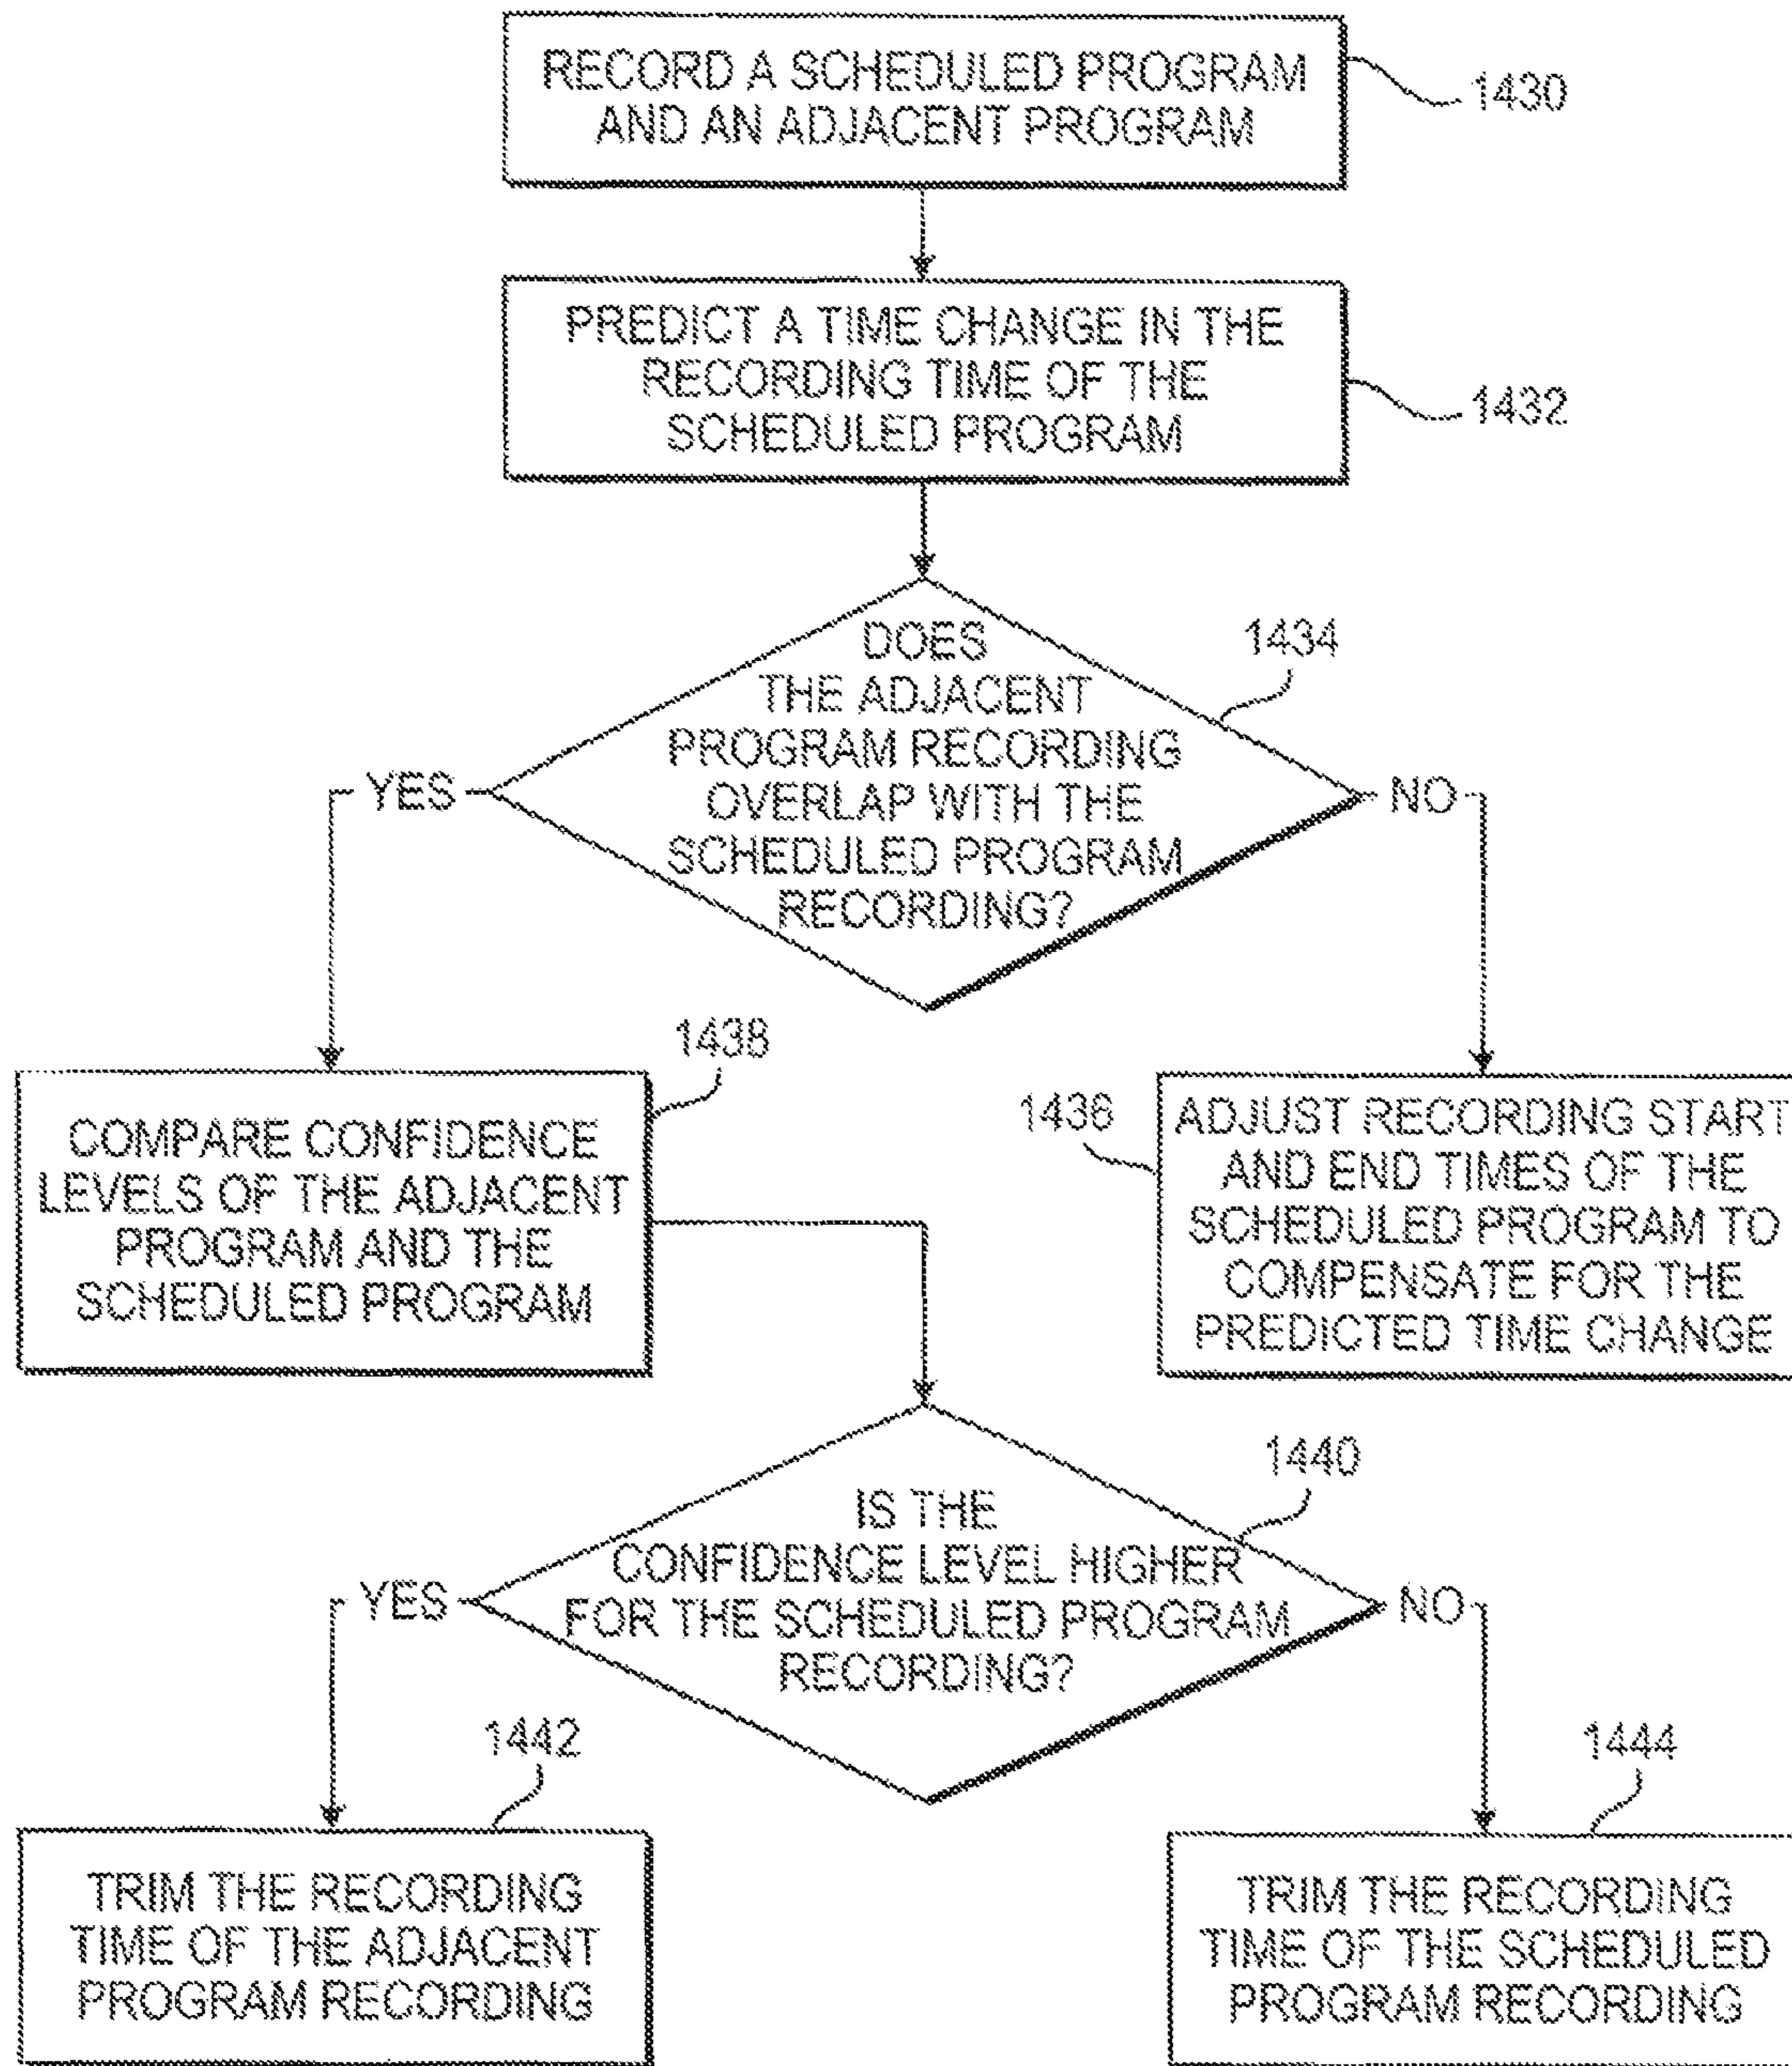 RECORD A SCHEDULED PROGRAM
AND AN ADJACENT PROGRAM
1430
PREDICT A TIME CHANGE IN THE
RECORDING TIME OF THE
SCHEDULED PROGRAM
1432
DOES
THE ADJACENT
PROGRAM RECORDING
OVERLAP WITH THE
SCHEDULED PROGRAM
RECORDING?
1434
YES
NO
1438
COMPARE CONFIDENCE
LEVELS OF THE ADJACENT
PROGRAM AND THE
SCHEDULED PROGRAM
1436
ADJUST RECORDING START
AND END TIMES OF THE
SCHEDULED PROGRAM TO
COMPENSATE FOR THE
PREDICTED TIME CHANGE
1440
IS THE
CONFIDENCE LEVEL HIGHER
FOR THE SCHEDULED PROGRAM
RECORDING?
YES
NO
1442
TRIM THE RECORDING
TIME OF THE ADJACENT
PROGRAM RECORDING
1444
TRIM THE RECORDING
TIME OF THE SCHEDULED
PROGRAM RECORDING